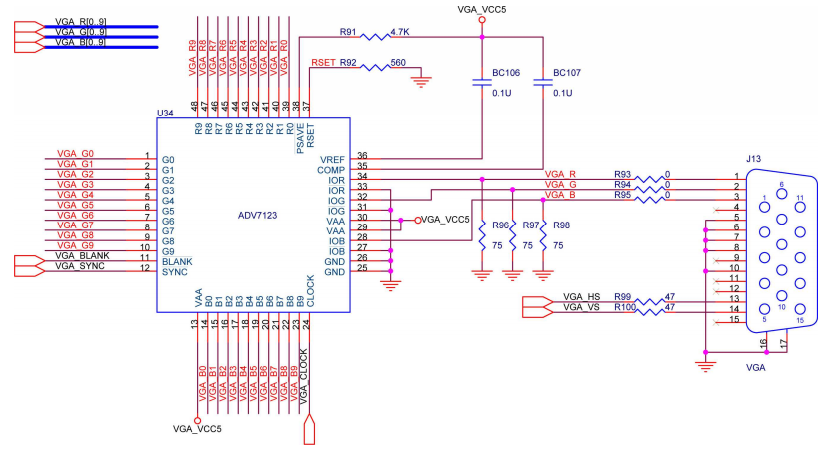 VGA_VCC5
VGA_R[0..9]
VGA_G[0..9]
VGA_B[0..9]
R91 4.7K
RSET R92 560
BC106 BC107
0.1U 0.1U
VGA_R9 VGA_R8 VGA_R7 VGA_R6 VGA_R5 VGA_R4 VGA_R3 VGA_R2 VGA_R1 VGA_R0
48 47 46 45 44 43 42 41 40 39 38 37
U34
R9 R8 R7 R6 R5 R4 R3 R2 R1 R0 PSAVE RSET
VGA_G0 1 G0 VREF 36
VGA_G1 2 G1 COMP 35
VGA_G2 3 G2 IOR 34 VGA_R R93 0 1
VGA_G3 4 G3 IOR 33 VGA_G R94 0 2
VGA_G4 5 G4 IOG 32 VGA_B R95 0 3
VGA_G5 6 G5 IOG 31 4
VGA_G6 7 G6 VAA 30 VGA_VCC5 5
VGA_G7 8 G7 VAA 29 6
VGA_G8 9 G8 IOB 28 7
VGA_G9 10 G9 IOB 27 8
VGA_BLANK 11 BLANK GND 26 9
VGA_SYNC 12 SYNC GND 25 10
ADV7123
R96 R97 R98
75 75 75
11
12
VGA_HS R99 47 13
VGA_VS R100 47 14
15
J13
6
1 11
5 10 15
16 17
VGA
VAA B0 B1 B2 B3 B4 B5 B6 B7 B8 B9 CLOCK
13 14 15 16 17 18 19 20 21 22 23 24
VGA_B0 VGA_B1 VGA_B2 VGA_B3 VGA_B4 VGA_B5 VGA_B6 VGA_B7 VGA_B8 VGA_B9 VGA_CLOCK
VGA_VCC5